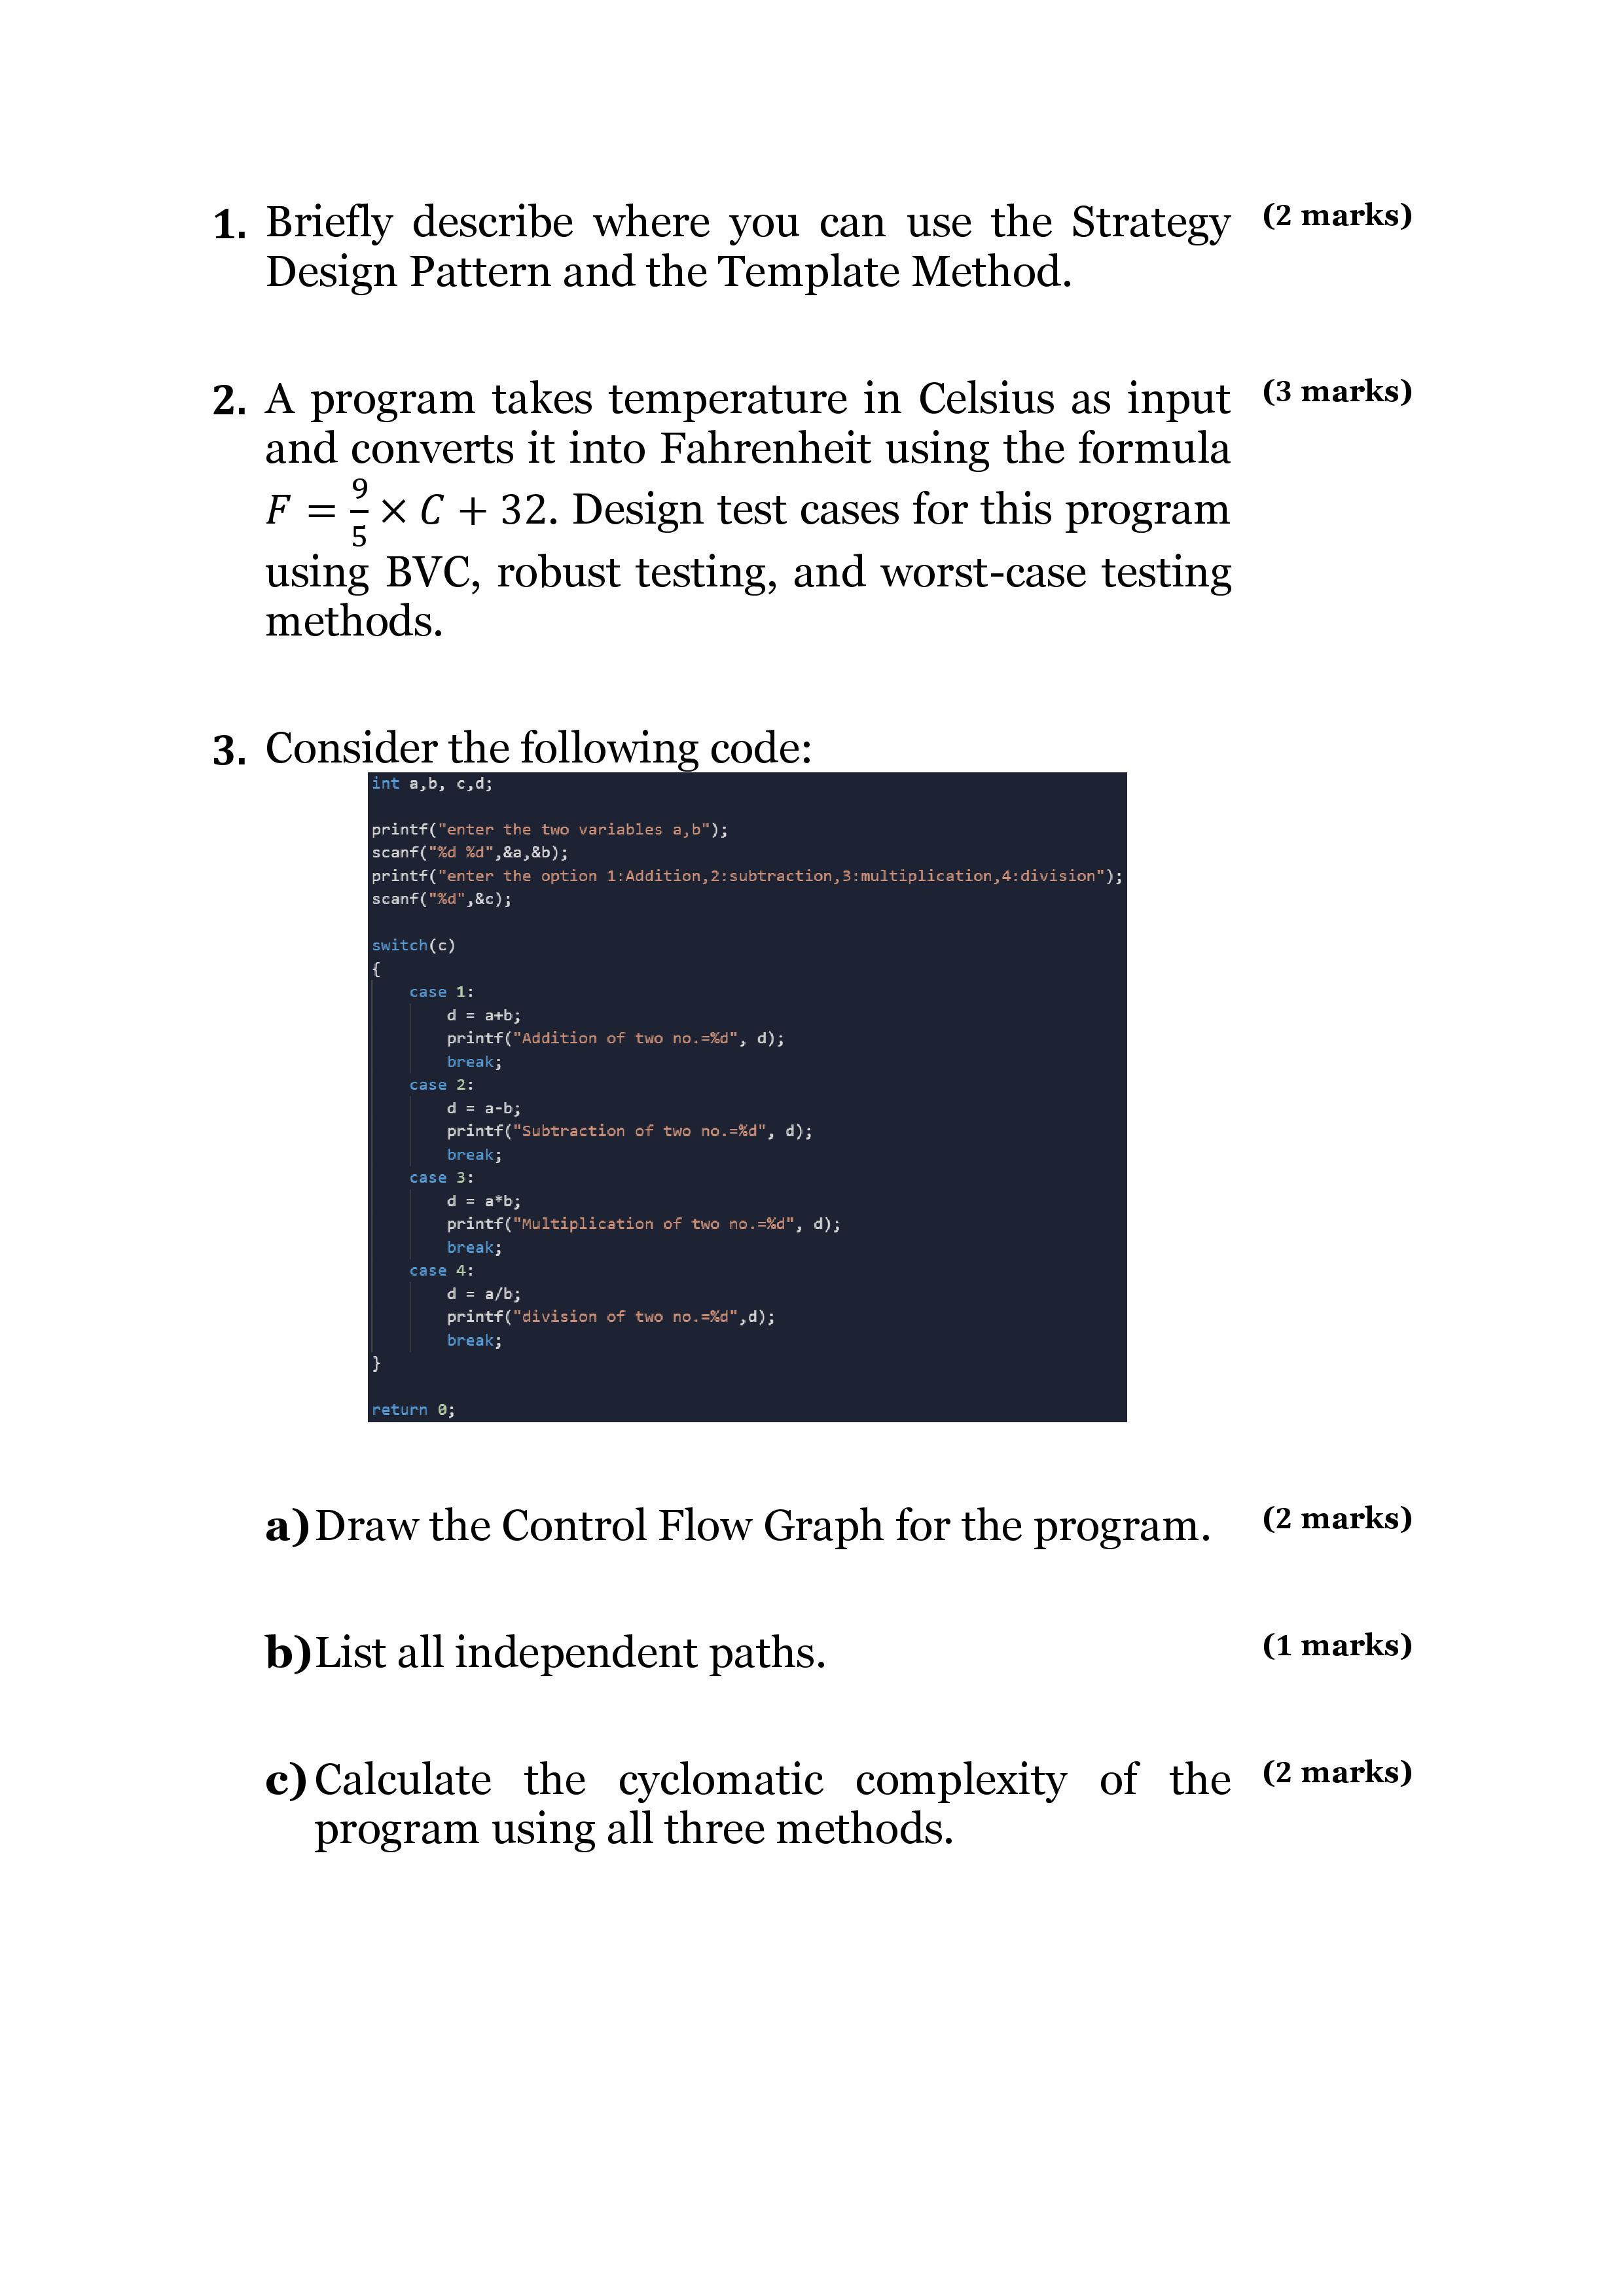 1. Briefly describe where you can use the Strategy (2 marks)
Design Pattern and the Template Method.
2. A program takes temperature in Celsius as input (3 marks)
and converts it into Fahrenheit using the formula
F = 9/5 × C + 32. Design test cases for this program
using BVC, robust testing, and worst-case testing
methods.
3. Consider the following code:
int a,b, c,d;
printf("enter the two variables a,b");
scanf("%d %d",&a,&b);
printf("enter the option 1:Addition,2:subtraction,3:multiplication,4:division");
scanf("%d",&c);
switch(c)
{
case 1:
d = a+b;
printf("Addition of two no.=%d", d);
break;
case 2:
d = a-b;
printf("Subtraction of two no.=%d", d);
break;
case 3:
d = a*b;
printf("Multiplication of two no.=%d", d);
break;
case 4:
d = a/b;
printf("division of two no.=%d",d);
break;
}
return 0;
a) Draw the Control Flow Graph for the program. (2 marks)
b) List all independent paths. (1 marks)
c) Calculate the cyclomatic complexity of the (2 marks)
program using all three methods.